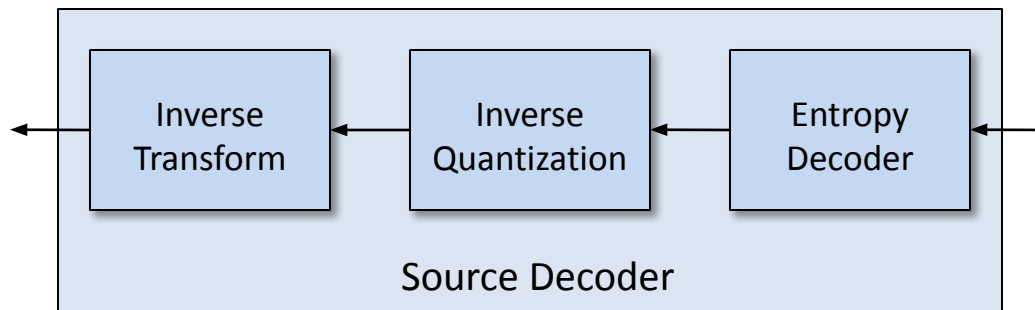 Inverse
Transform
Inverse
Quantization
Entropy
Decoder
Source Decoder